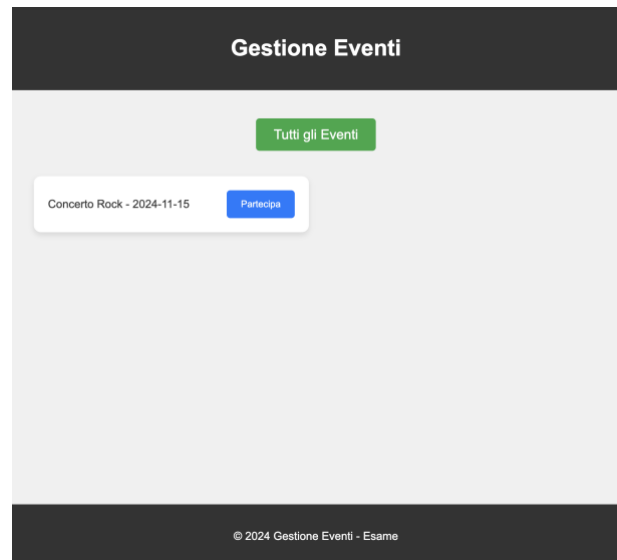 Gestione Eventi
Tutti gli Eventi
Concerto Rock - 2024-11-15
Partecipa
© 2024 Gestione Eventi - Esame